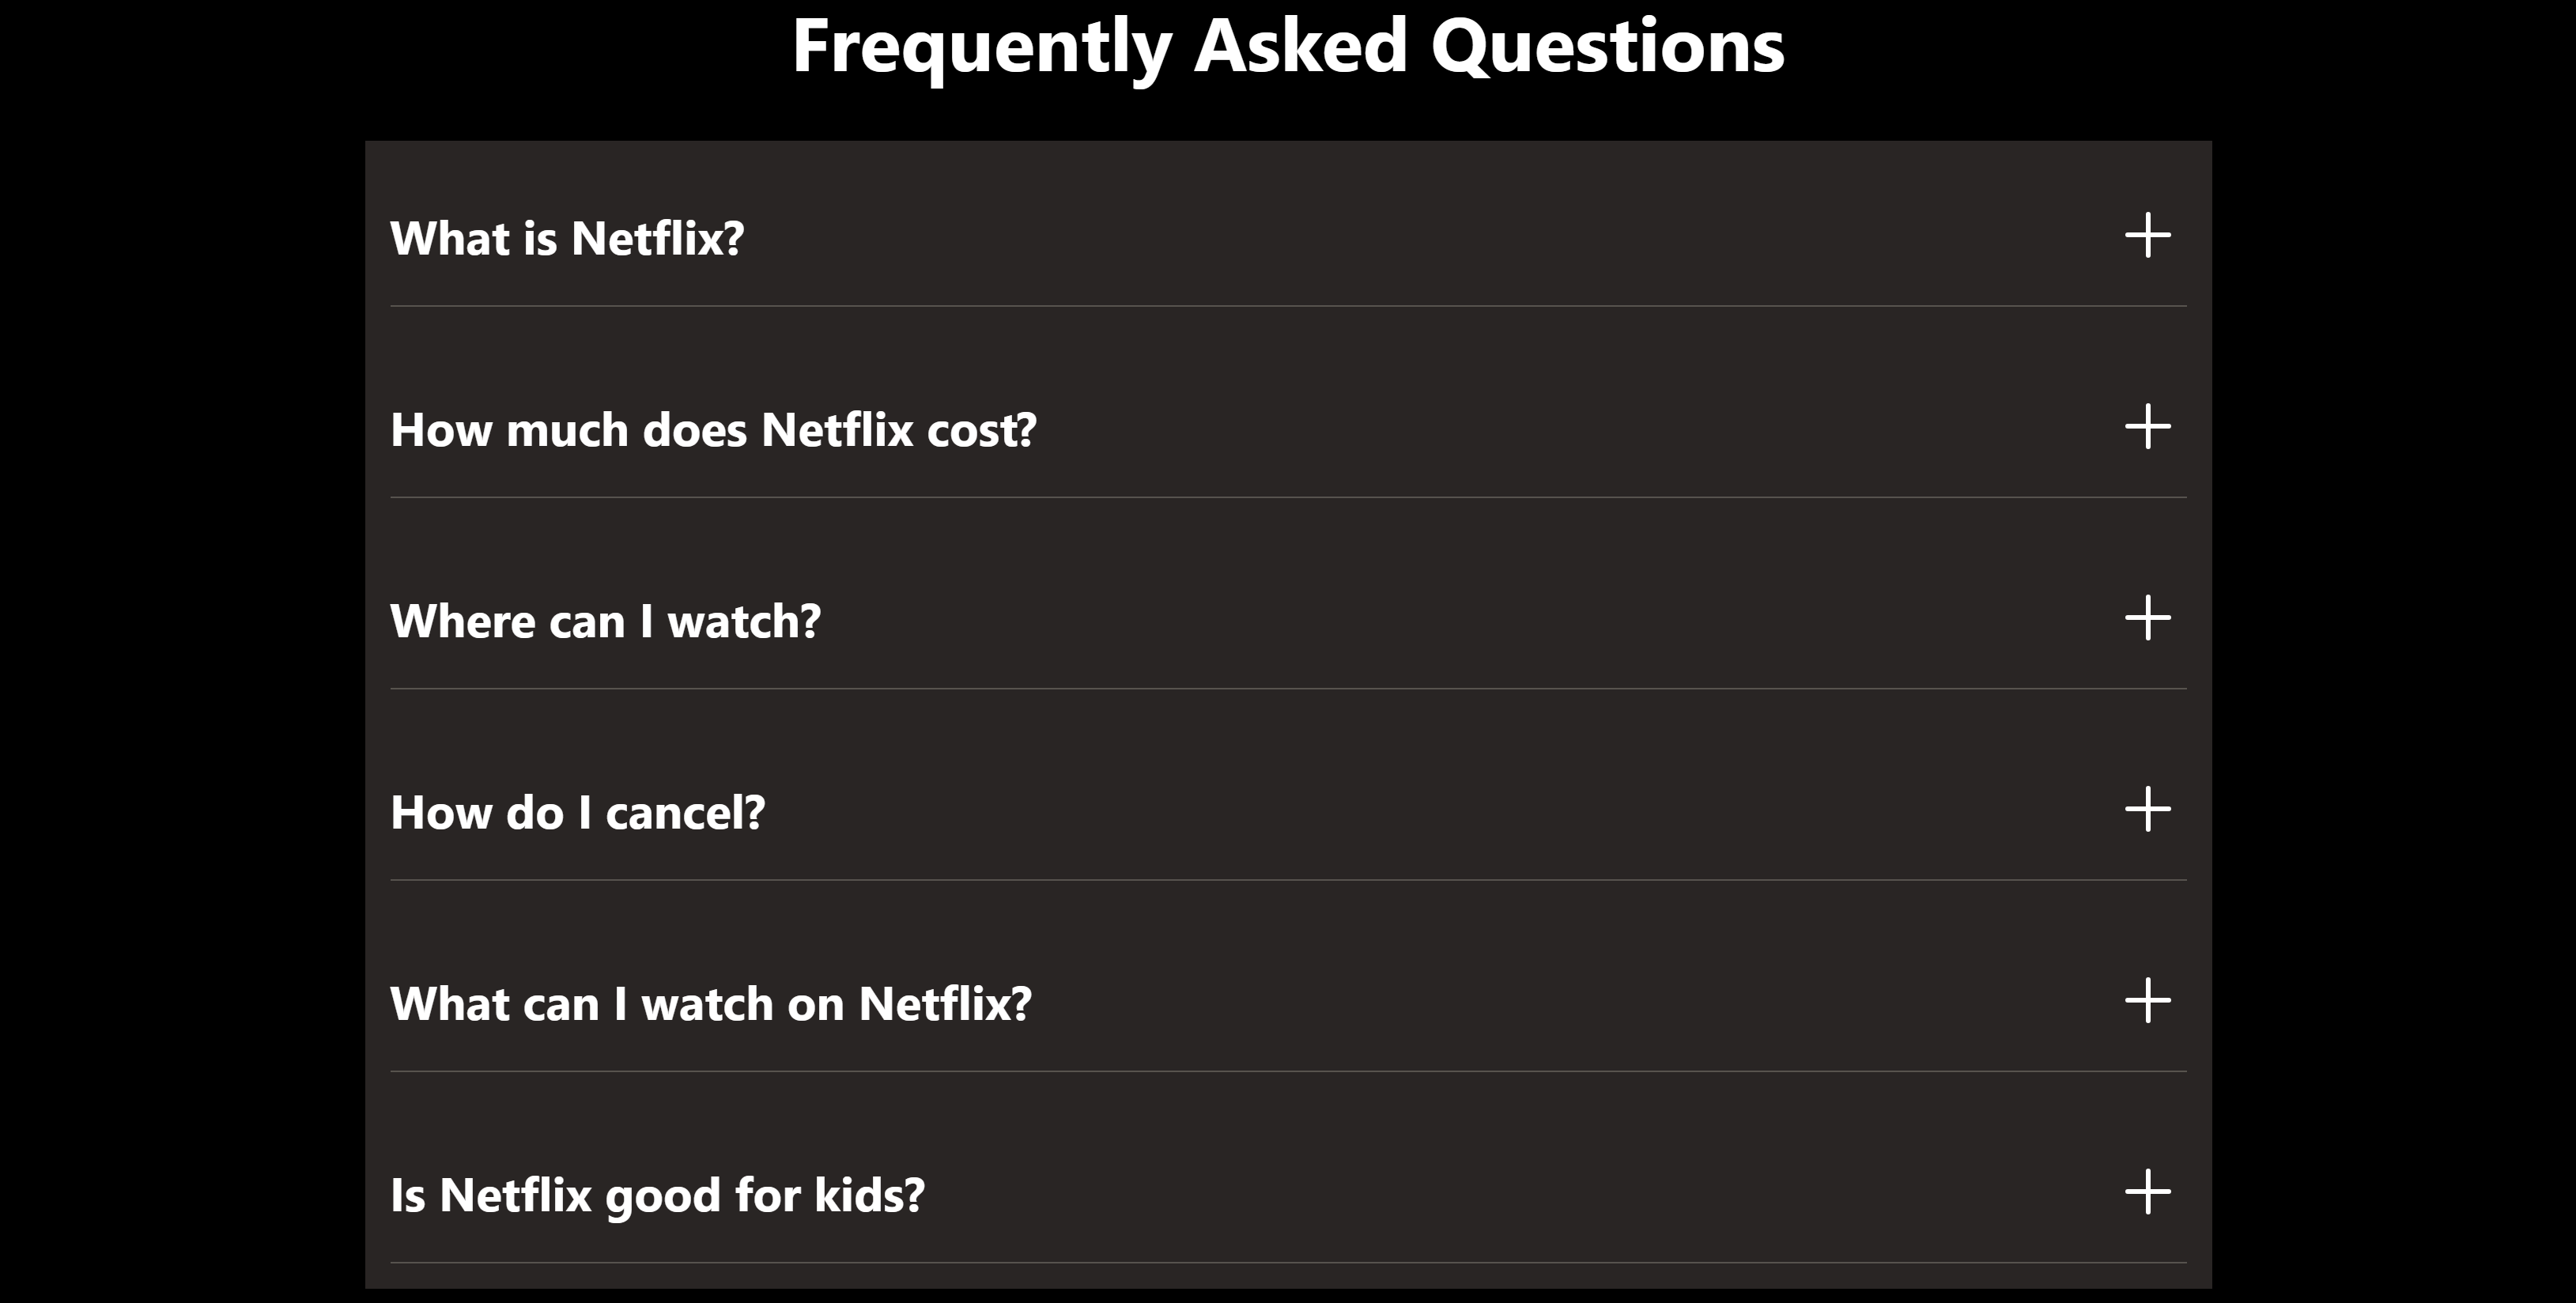 Frequently Asked Questions
What is Netflix?
How much does Netflix cost?
Where can I watch?
How do I cancel?
What can I watch on Netflix?
Is Netflix good for kids?